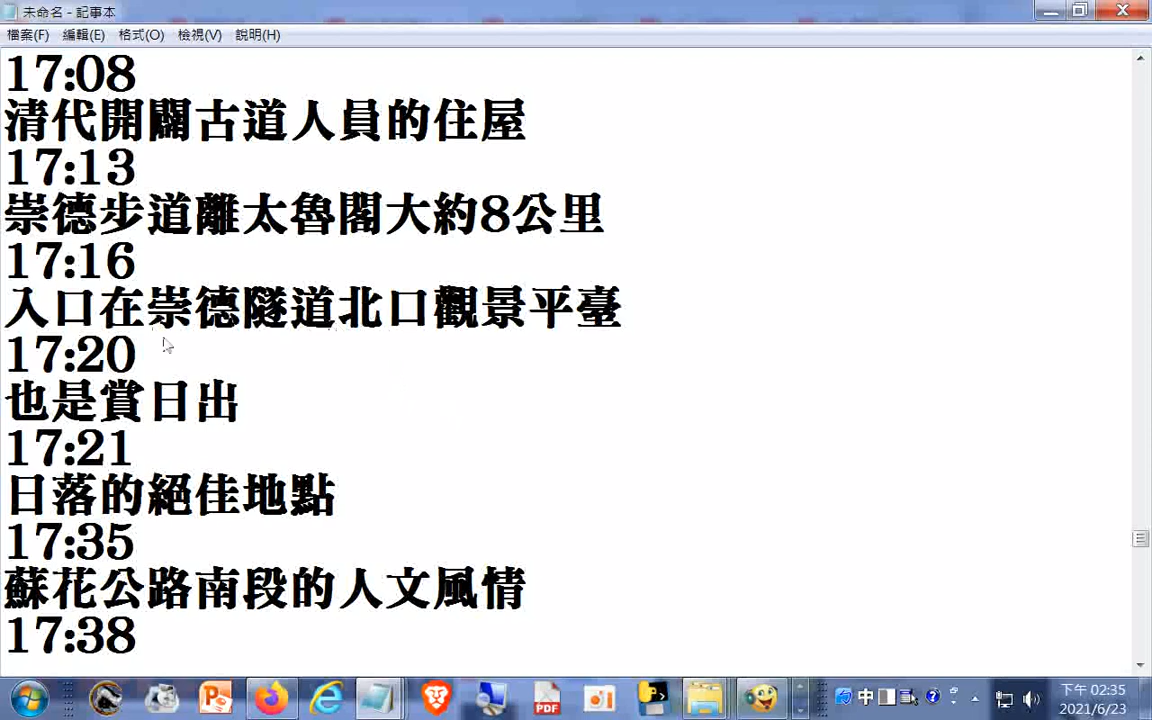 未命名 - 記事本
檔案(F) 編輯(E) 格式(O) 檢視(V) 說明(H)
17:08
清代開闢古道人員的住屋
17:13
崇德步道離太魯閣大約8公里
17:16
入口在崇德隧道北口觀景平臺
17:20
也是賞日出
17:21
日落的絕佳地點
17:35
蘇花公路南段的人文風情
17:38
PDF
中
下午 02:35
2021/6/23